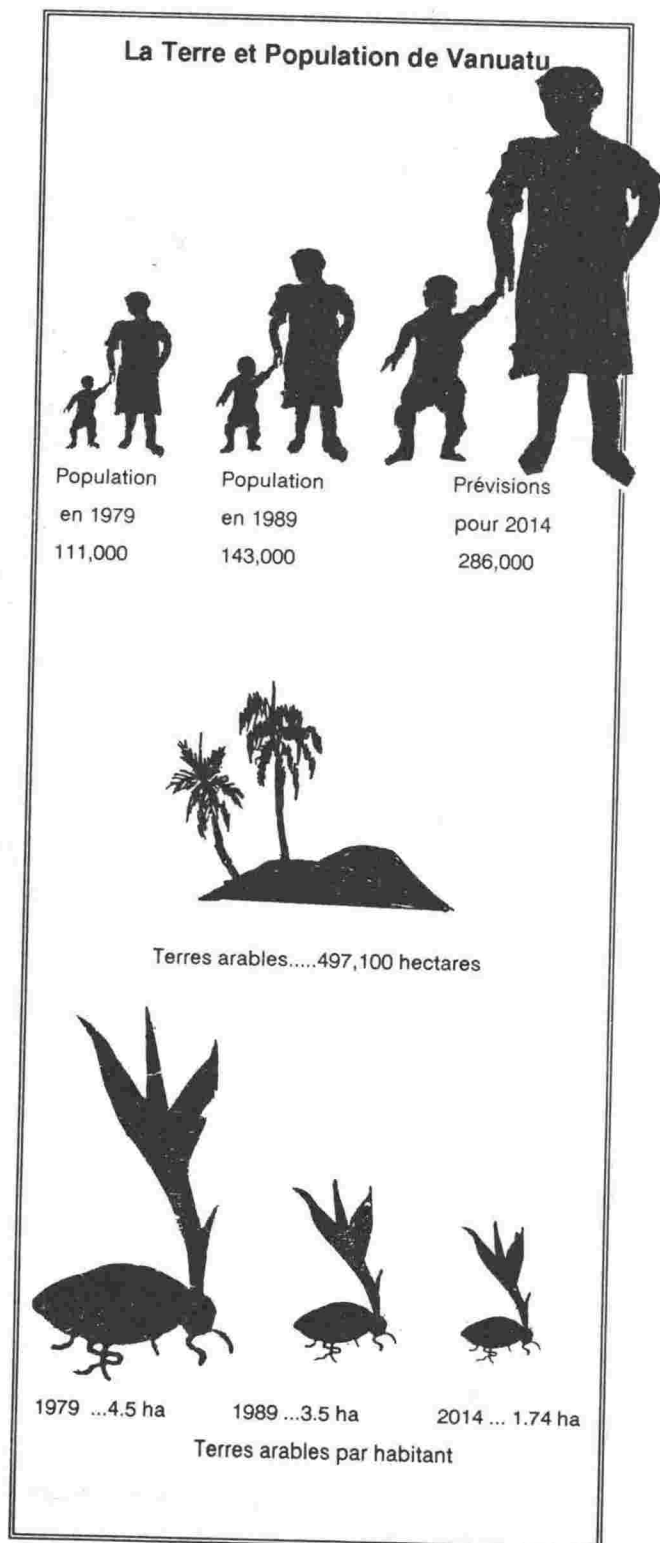 La Terre et Population de Vanuatu
Population
en 1979
111,000
Population
en 1989
143,000
Prévisions
pour 2014
286,000
Terres arables.....497,100 hectares
1979 ...4.5 ha
1989 ...3.5 ha
2014 ... 1.74 ha
Terres arables par habitant